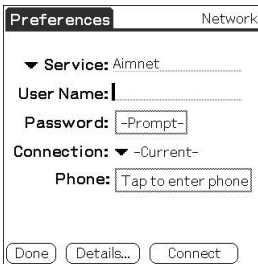 Preferences Network
Service: Aimnet
User Name:
Password: -Prompt-
Connection: -Current-
Phone: Tap to enter phone
Done Details... Connect